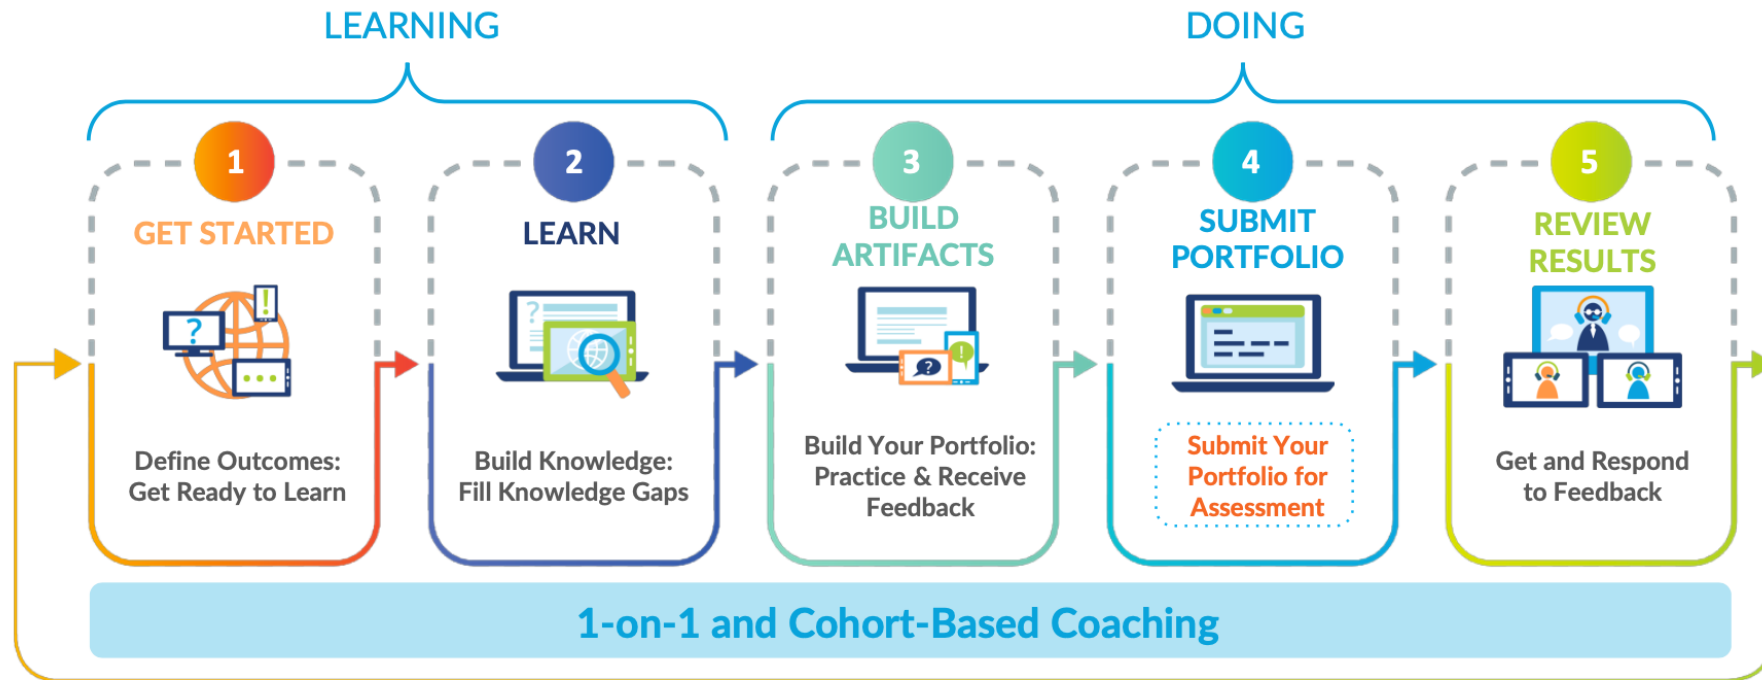 LEARNING
DOING
1
GET STARTED
?
!
Define Outcomes:
Get Ready to Learn
2
LEARN
?
Build Knowledge:
Fill Knowledge Gaps
3
BUILD
ARTIFACTS
?
!
Build Your Portfolio:
Practice & Receive
Feedback
4
SUBMIT
PORTFOLIO
Submit Your
Portfolio for
Assessment
5
REVIEW
RESULTS
Get and Respond
to Feedback
1-on-1 and Cohort-Based Coaching